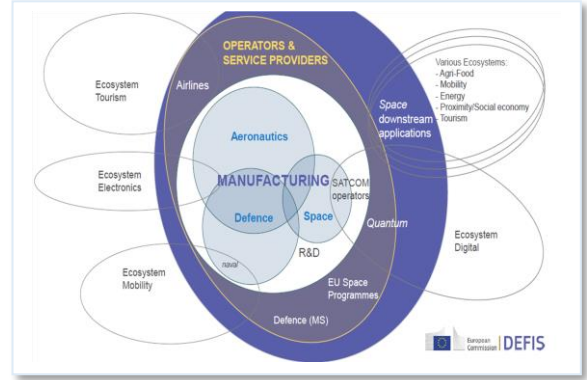 OPERATORS &
SERVICE PROVIDERS
Ecosystem
Tourism
Airlines
Various Ecosystems:
- Agri-Food
- Mobility
- Energy
- Proximity/Social economy
- Tourism
Space
downstream
applications
Aeronautics
Ecosystem
Electronics
MANUFACTURING
SATCOM
operators
Defence
Space
Quantum
Ecosystem
Digital
R&D
naval
Ecosystem
Mobility
EU Space
Programmes
Defence (MS)
European
Commission
DEFIS